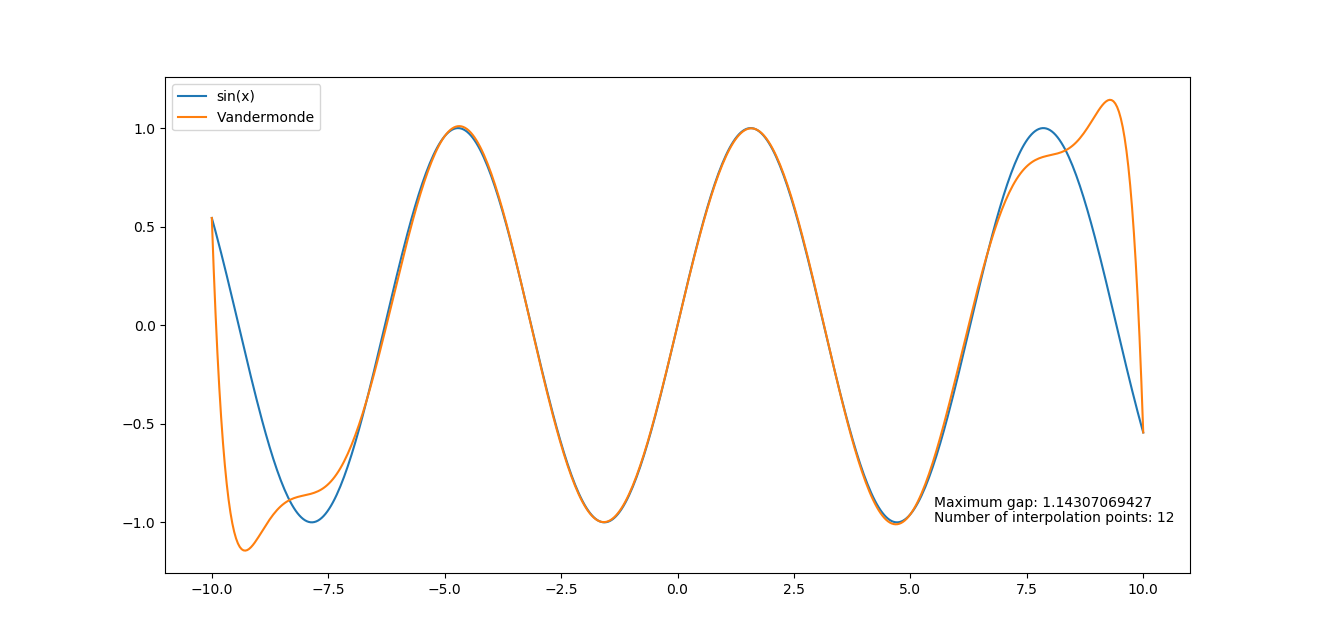 sin(x)
Vandermonde
1.0
0.5
0.0
−0.5
−1.0
Maximum gap: 1.14307069427
Number of interpolation points: 12
−10.0 −7.5 −5.0 −2.5 0.0 2.5 5.0 7.5 10.0